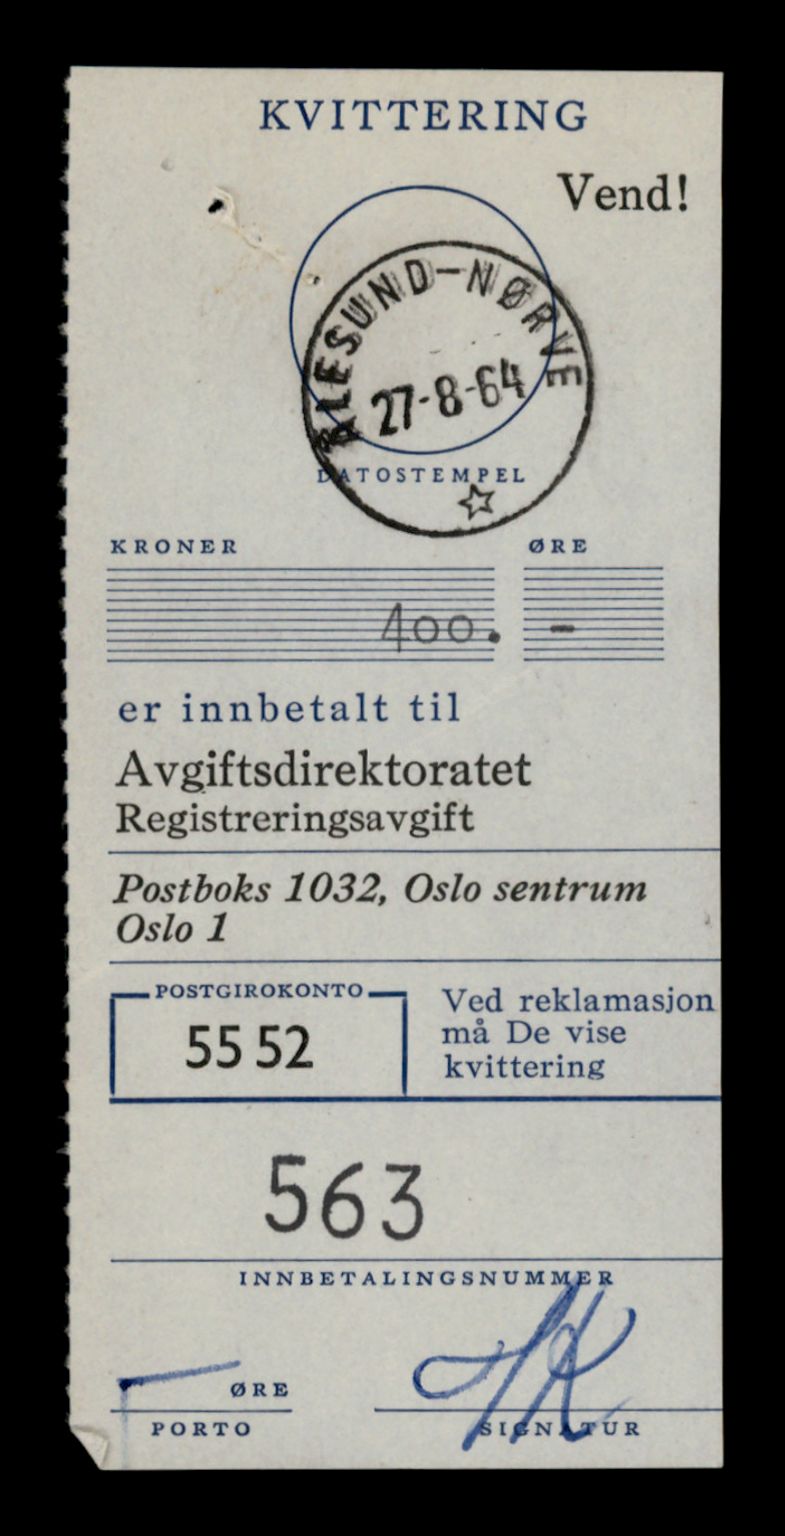 KVITTERING
Vend!
ÅLESUND-NØRVE
27-8-64
DATOSTEMPEL
KRONER ØRE
400. -
er innbetalt til
Avgiftsdirektoratet
Registreringsavgift
Postboks 1032, Oslo sentrum
Oslo 1
POSTGIROKONTO
55 52
Ved reklamasjon
må De vise
kvittering
563
INNBETALINGSNUMMER
ØRE
PORTO
SIGNATUR